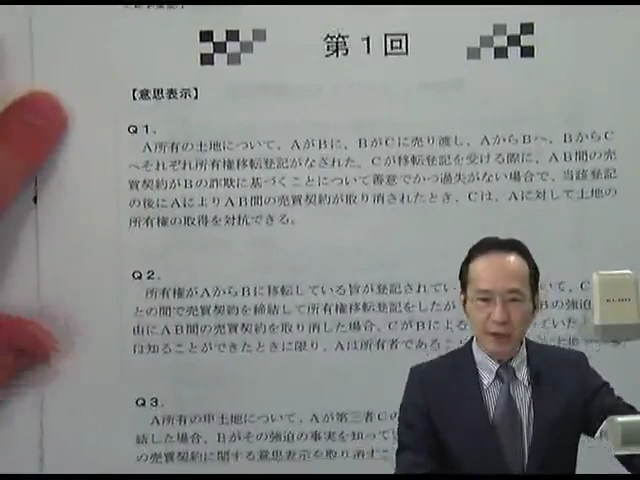 第1回
【意思表示】
Q1.
A所有の土地について、AがBに、BがCに売り渡し、AからBへ、BからC
へそれぞれ所有権移転登記がなされた。Cが移転登記を受ける際に、AB間の売
買契約がBの詐欺に基づくことについて善意でかつ過失がない場合で、当該登記
の後にAによりAB間の売買契約が取り消されたとき、Cは、Aに対して土地の
所有権の取得を対抗できる。
Q2.
所有権がAからBに移転している旨が登記されてい いて、C
との間で売買契約を締結して所有権移転登記をしたが Bの強迫
由にAB間の売買契約を取り消した場合、CがBによる っていた
は知ることができたときに限り、Aは所有者であるこ
Q3.
A所有の甲土地について、Aが第三者Cの
結した場合、Bがその強迫の事実を知って
の売買契約に関する意思表示を取り消すこ